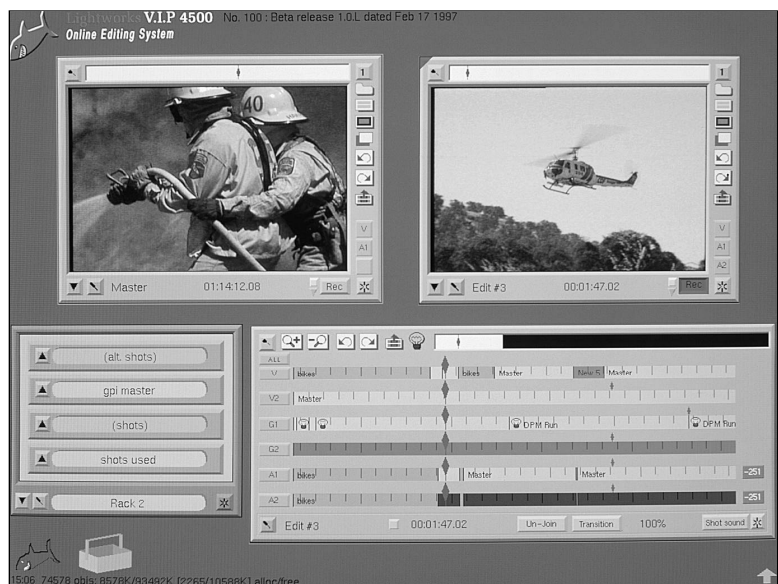 Lightworks V.I.P 4500 No. 100 : Beta release 1.0.L dated Feb 17 1997
Online Editing System
1
1
40
V
A1
V
A1
A2
Master 01:14:12.08 Rec
Edit #3 00:01:47.02 Rec
(alt. shots)
gpi master
(shots)
shots used
Rack 2
ALL
V bikes bikes Master New S Master
V2 Master
G1 DPM Run DPM Run
G2
A1 bikes Master Master -251
A2 bikes -251
Edit #3 00:01:47.02 Un-Join Transition 100% Shot sound
15:06 74578 objs: 8578K/93492K [2265/10588K] alloc/free